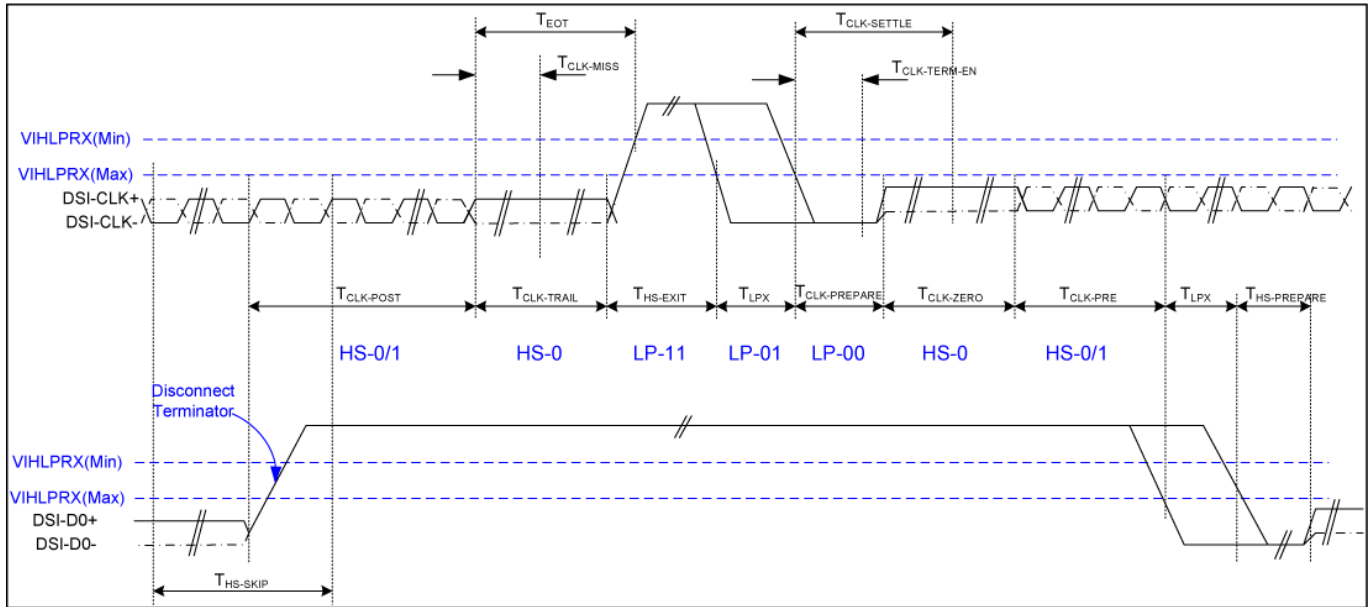 TEOT
TCLK-SETTLE
TCLK-MISS
TCLK-TERM-EN
VIHLPRX(Min)
VIHLPRX(Max)
DSI-CLK+
DSI-CLK-
TCLK-POST TCLK-TRAIL THS-EXIT TLPX TCLK-PREPARE TCLK-ZERO TCLK-PRE TLPX THS-PREPARE
HS-0/1 HS-0 LP-11 LP-01 LP-00 HS-0 HS-0/1
Disconnect
Terminator
VIHLPRX(Min)
VIHLPRX(Max)
DSI-D0+
DSI-D0-
THS-SKIP